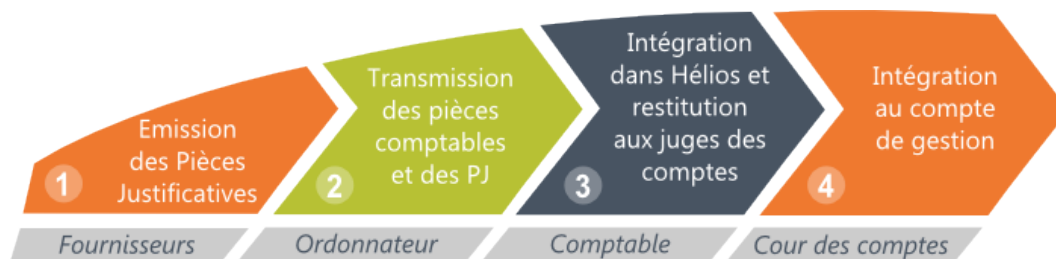 Emission
des Pièces
Justificatives
1
Transmission
des pièces
comptables
et des PJ
2
Intégration
dans Hélios et
restitution
aux juges des
comptes
3
Intégration
au compte
de gestion
4
Fournisseurs
Ordonnateur
Comptable
Cour des comptes